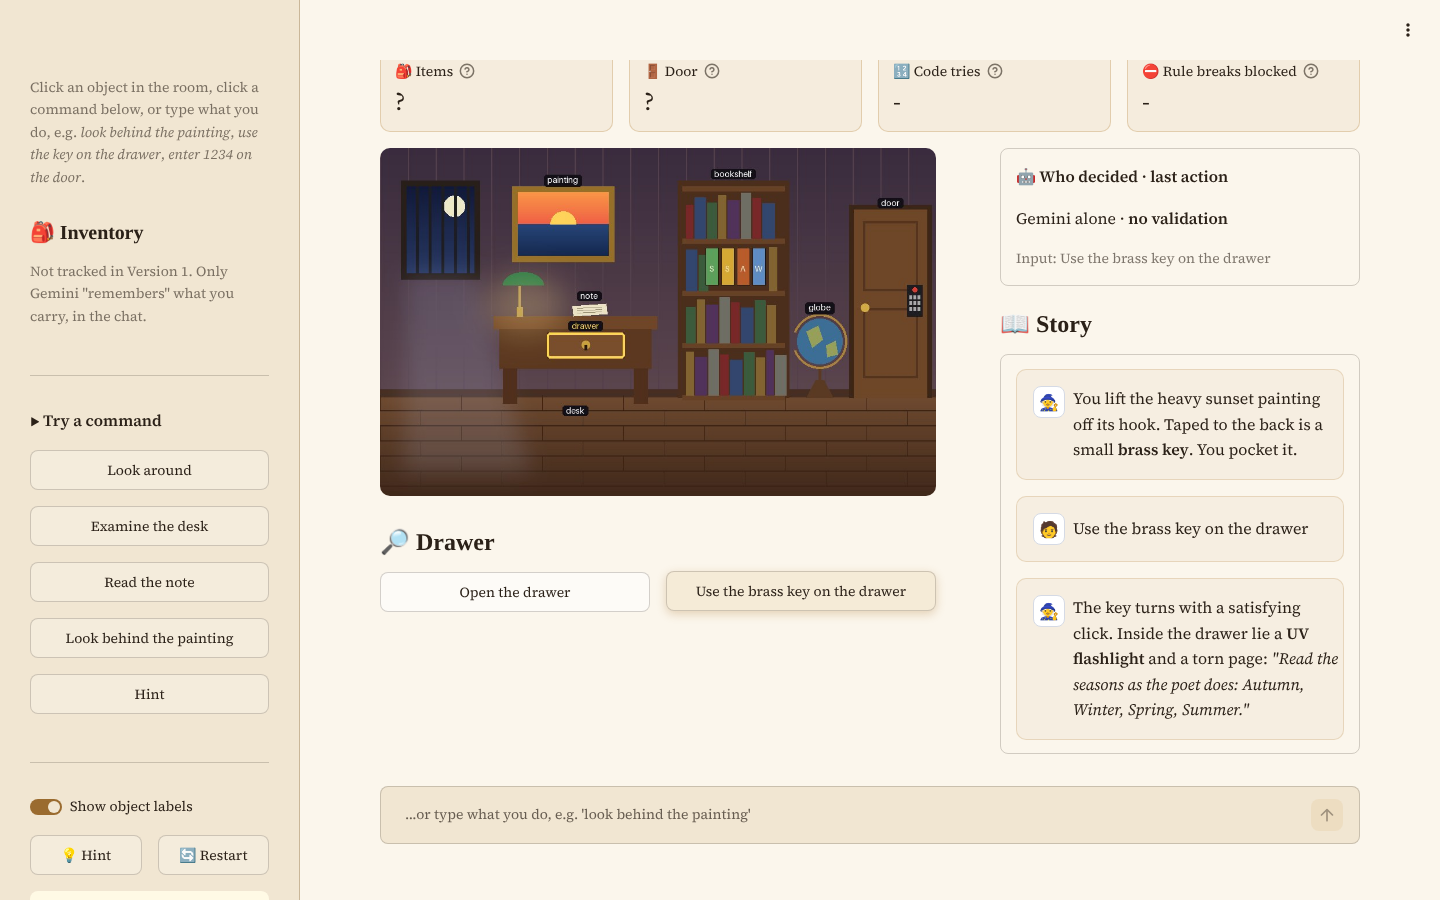 Click an object in the room, click a
command below, or type what you
do, e.g. look behind the painting, use
the key on the drawer, enter 1234 on
the door.
🎒 Inventory
Not tracked in Version 1. Only
Gemini "remembers" what you
carry, in the chat.
Try a command
Look around
Examine the desk
Read the note
Look behind the painting
Hint
Show object labels
💡 Hint
🔄 Restart
🎒 Items
?
🚪 Door
?
🔢 Code tries
-
⛔ Rule breaks blocked
-
painting
bookshelf
door
S S A W
note
globe
drawer
desk
🔎 Drawer
Open the drawer
Use the brass key on the drawer
🤖 Who decided · last action
Gemini alone · no validation
Input: Use the brass key on the drawer
📖 Story
You lift the heavy sunset painting
off its hook. Taped to the back is a
small brass key. You pocket it.
Use the brass key on the drawer
The key turns with a satisfying
click. Inside the drawer lie a UV
flashlight and a torn page: "Read the
seasons as the poet does: Autumn,
Winter, Spring, Summer."
...or type what you do, e.g. 'look behind the painting'